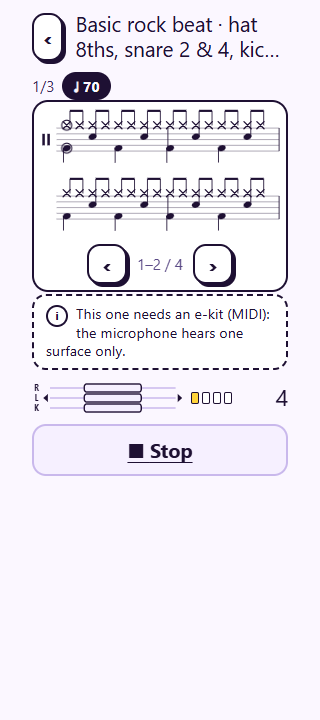 Basic rock beat · hat
8ths, snare 2 & 4, kic...
1/3
♩ 70
1–2 / 4
i
This one needs an e-kit (MIDI):
the microphone hears one
surface only.
R
L
K
4
Stop